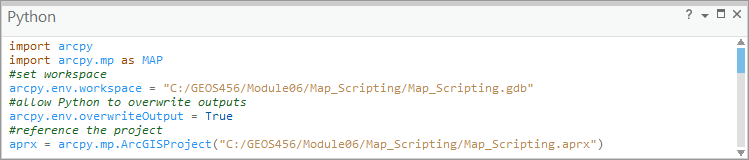 Python
import arcpy
import arcpy.mp as MAP
#set workspace
arcpy.env.workspace = "C:/GEOS456/Module06/Map_Scripting/Map_Scripting.gdb"
#allow Python to overwrite outputs
arcpy.env.overwriteOutput = True
#reference the project
aprx = arcpy.mp.ArcGISProject("C:/GEOS456/Module06/Map_Scripting/Map_Scripting.aprx")